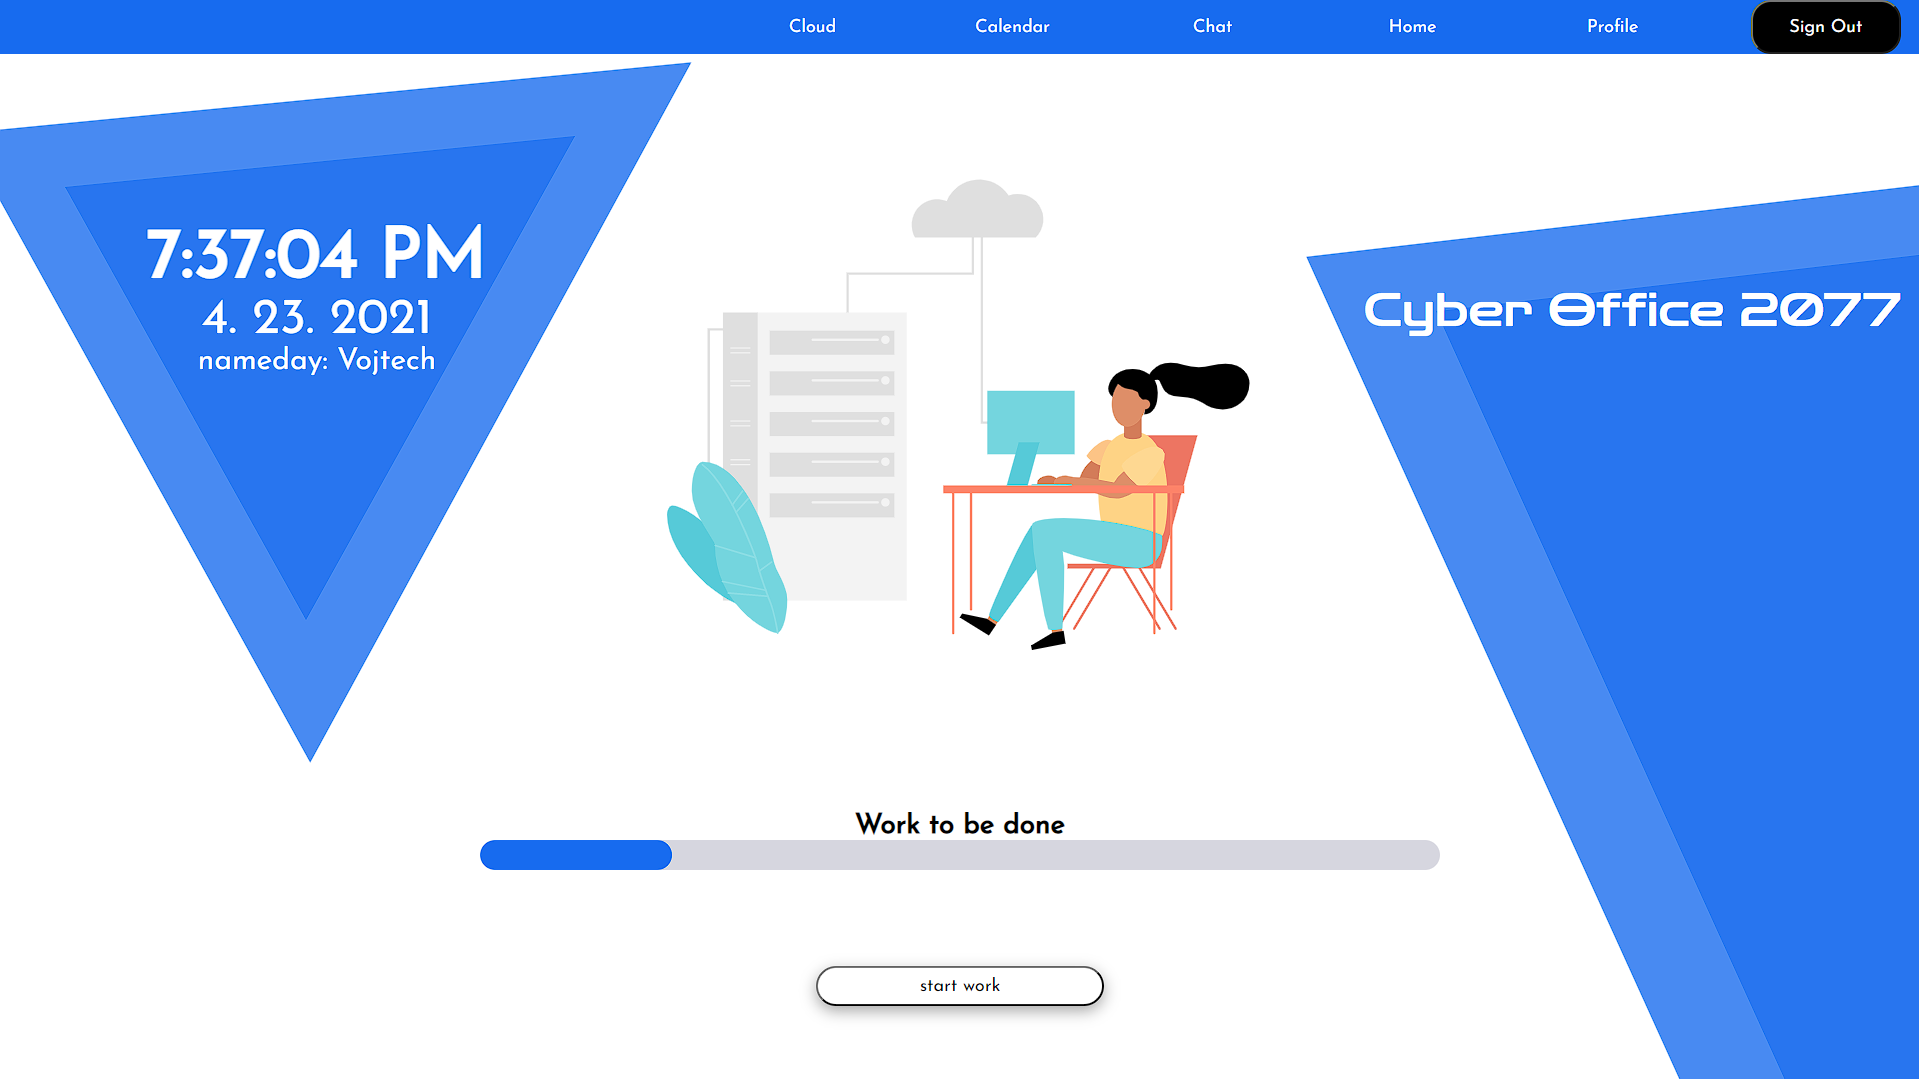 Cloud Calendar Chat Home Profile Sign Out
7:37:04 PM
4. 23. 2021
nameday: Vojtech
Cyber Office 2077
Work to be done
start work